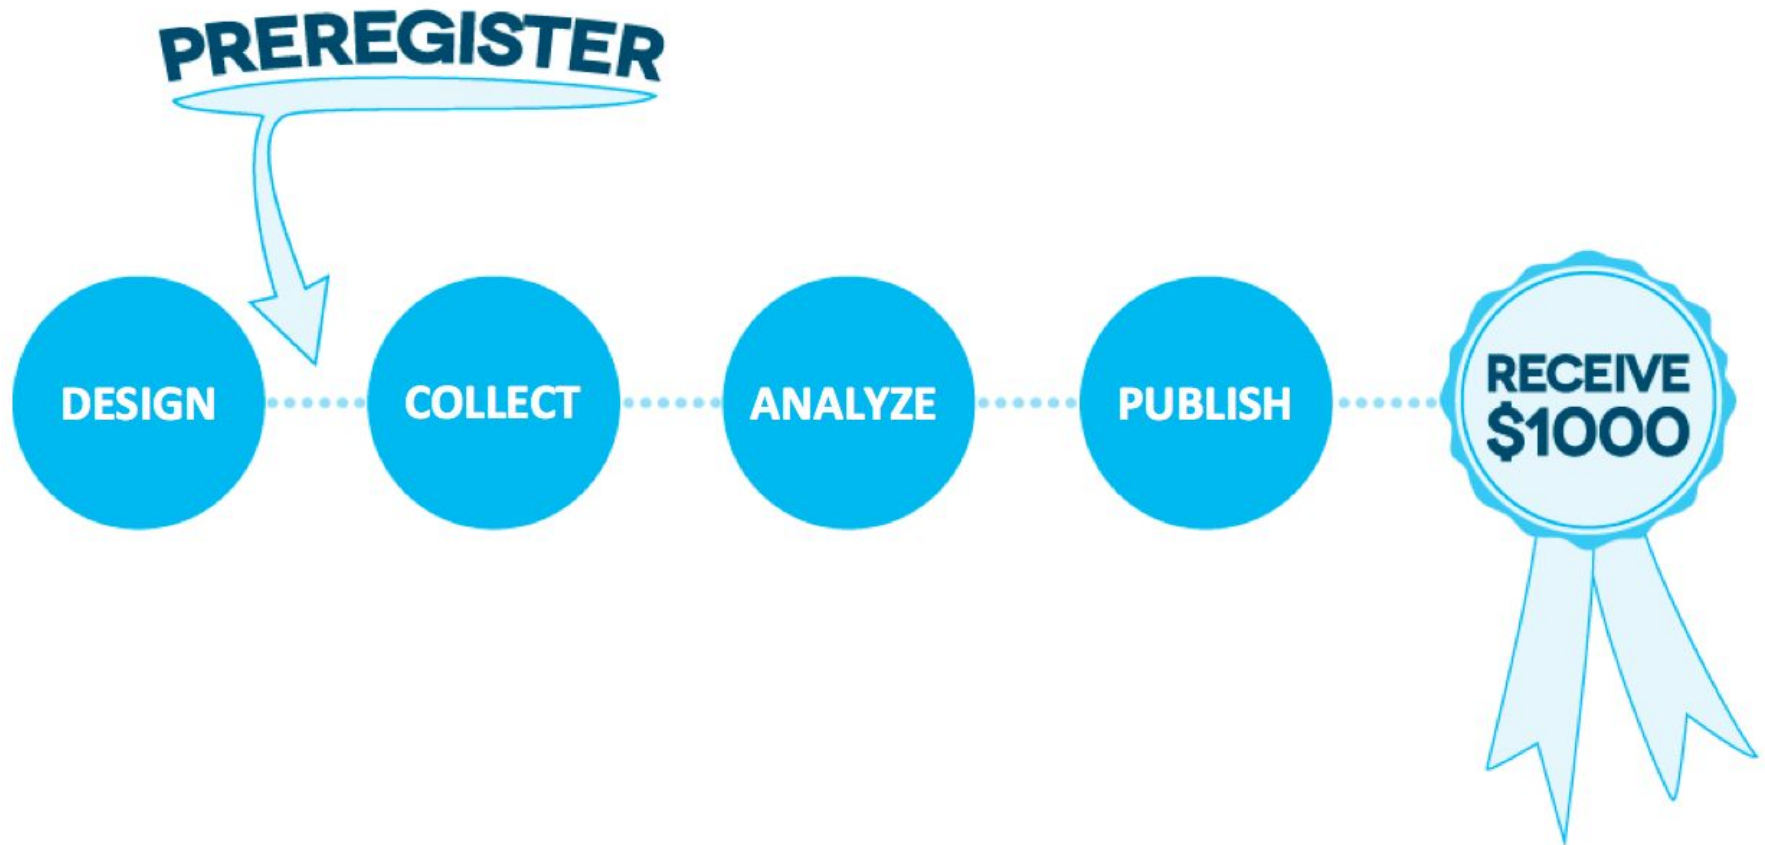 PREREGISTER
DESIGN
COLLECT
ANALYZE
PUBLISH
RECEIVE
$1000